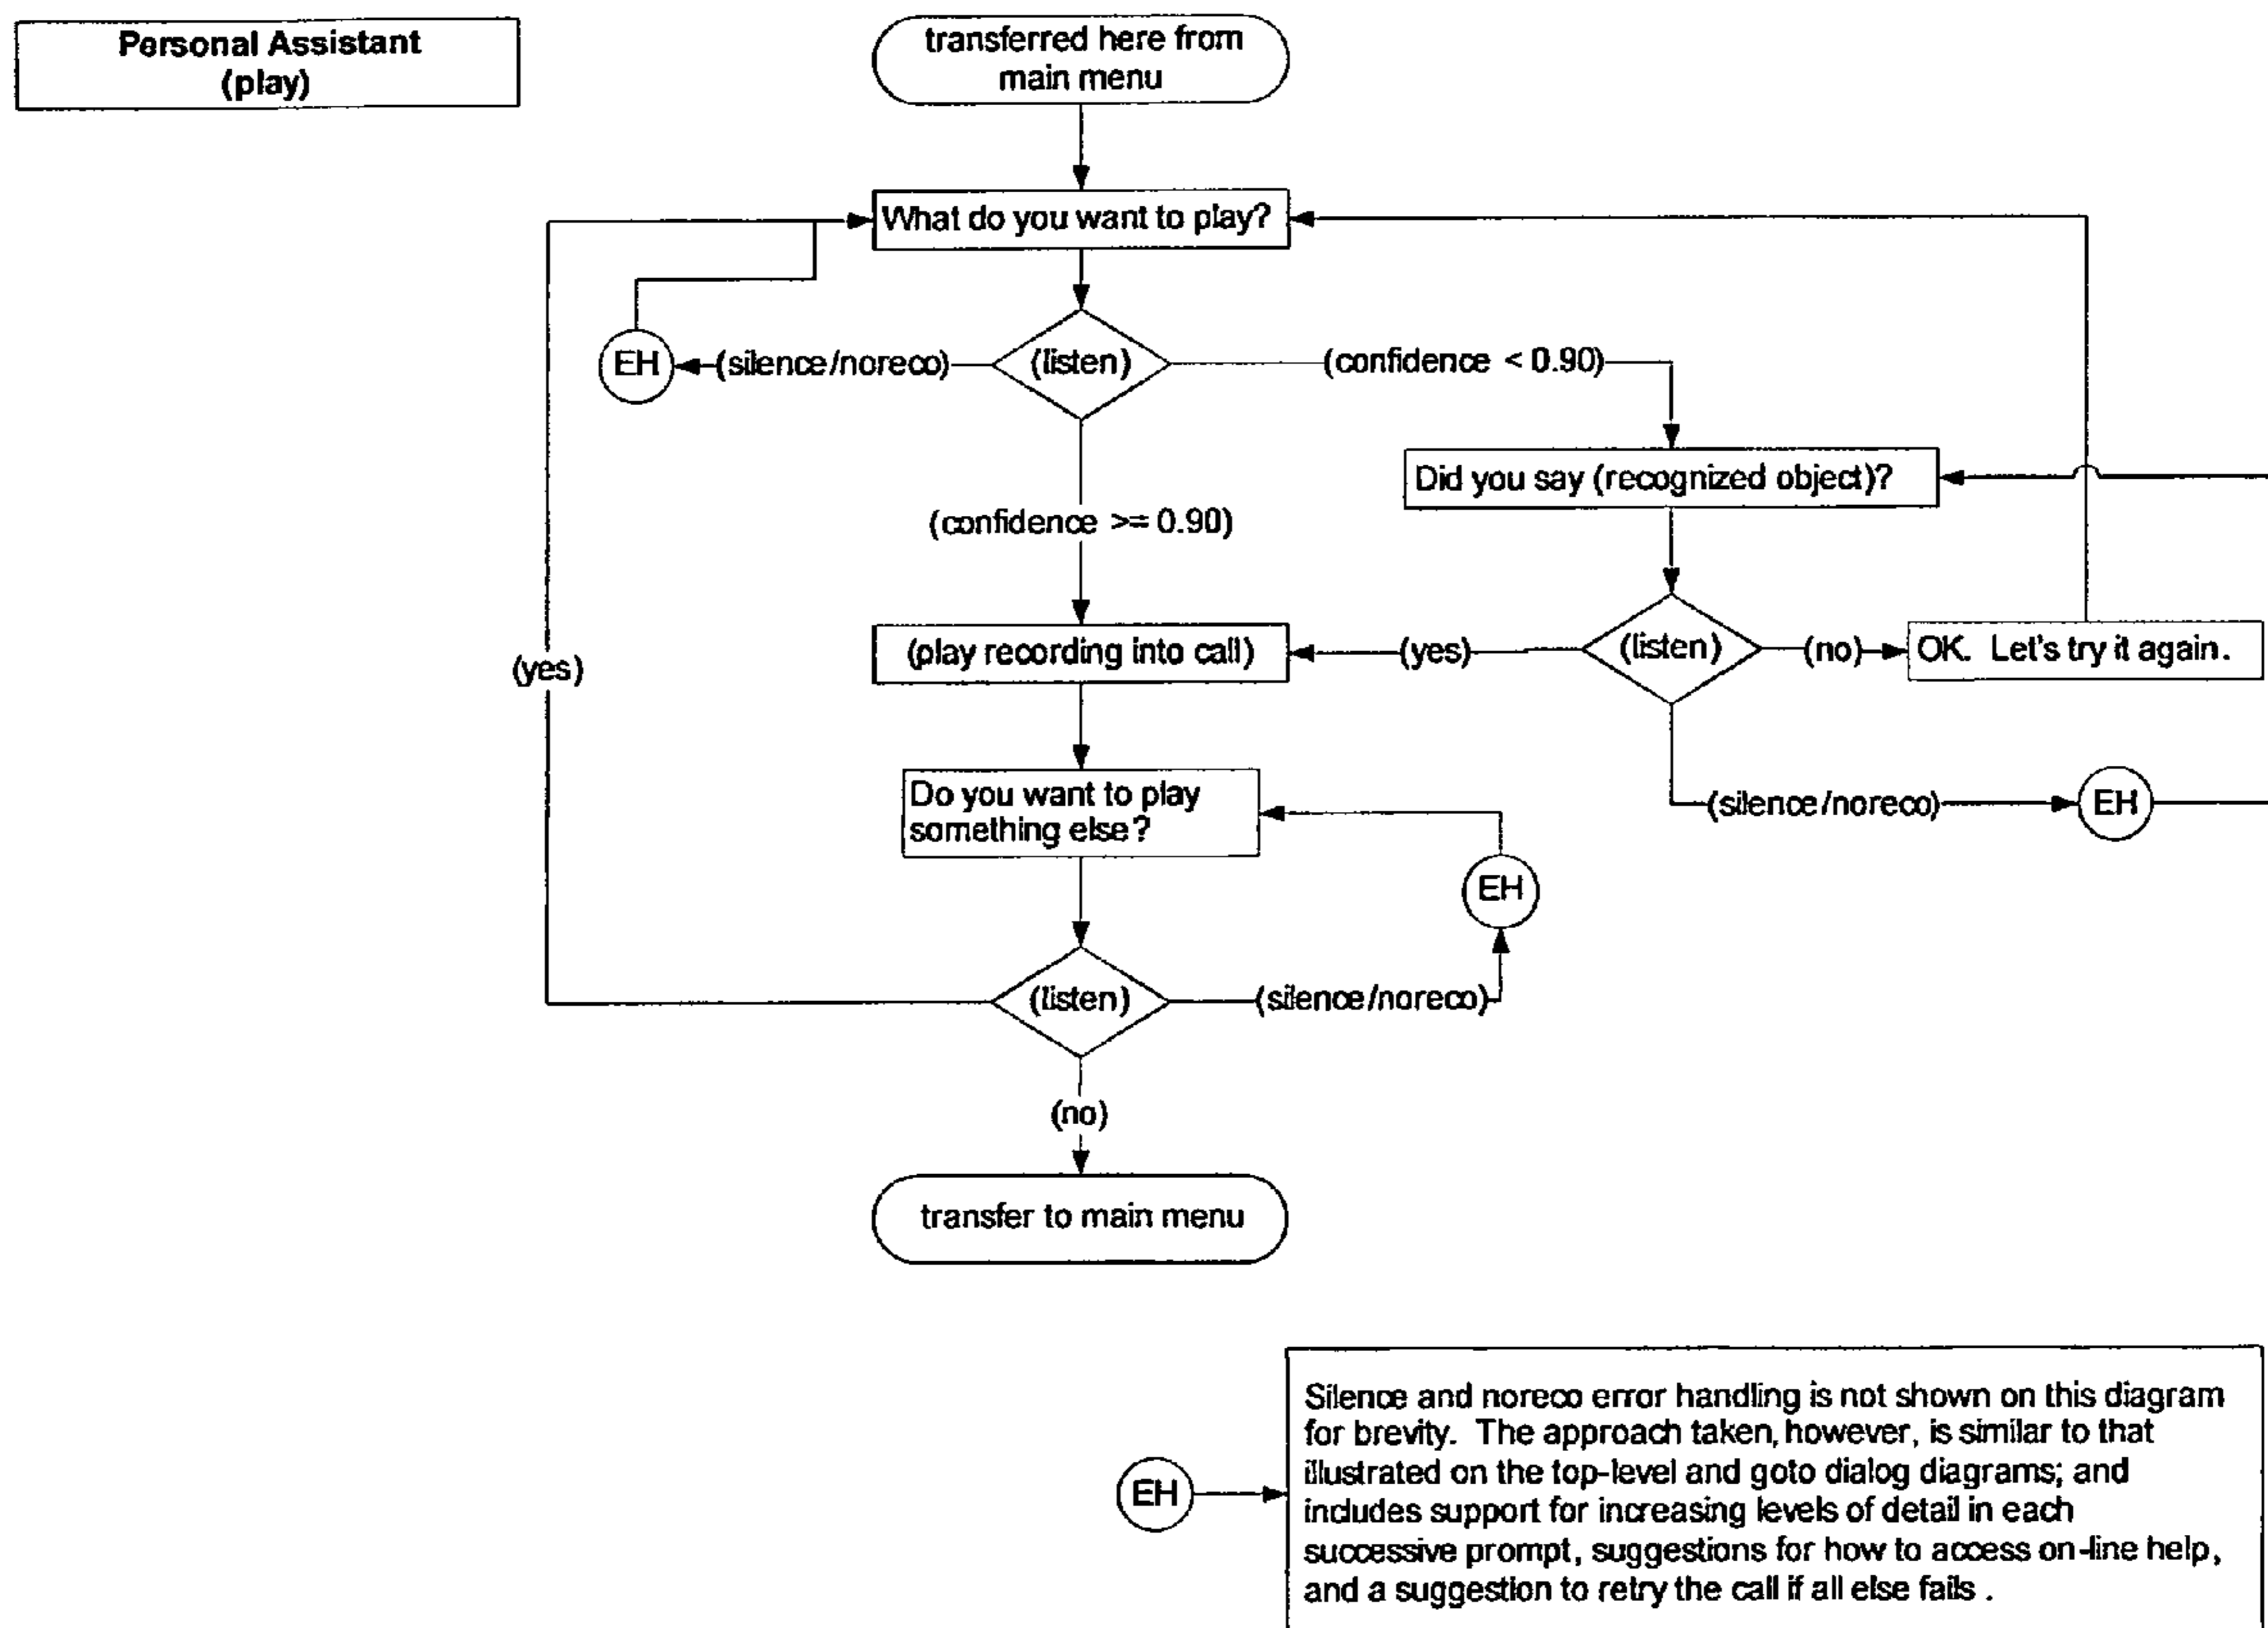 Personal Assistant
(play)
transferred here from
main menu
What do you want to play?
EH
(silence/noreco)
(listen)
(confidence < 0.90)
Did you say (recognized object)?
(confidence >= 0.90)
(yes)
(play recording into call)
(yes)
(listen)
(no)
OK. Let's try it again.
Do you want to play
something else?
(silence/noreco)
EH
EH
(listen)
(silence/noreco)
(no)
transfer to main menu
EH
Silence and noreco error handling is not shown on this diagram
for brevity. The approach taken, however, is similar to that
illustrated on the top-level and goto dialog diagrams; and
includes support for increasing levels of detail in each
successive prompt, suggestions for how to access on-line help,
and a suggestion to retry the call if all else fails .